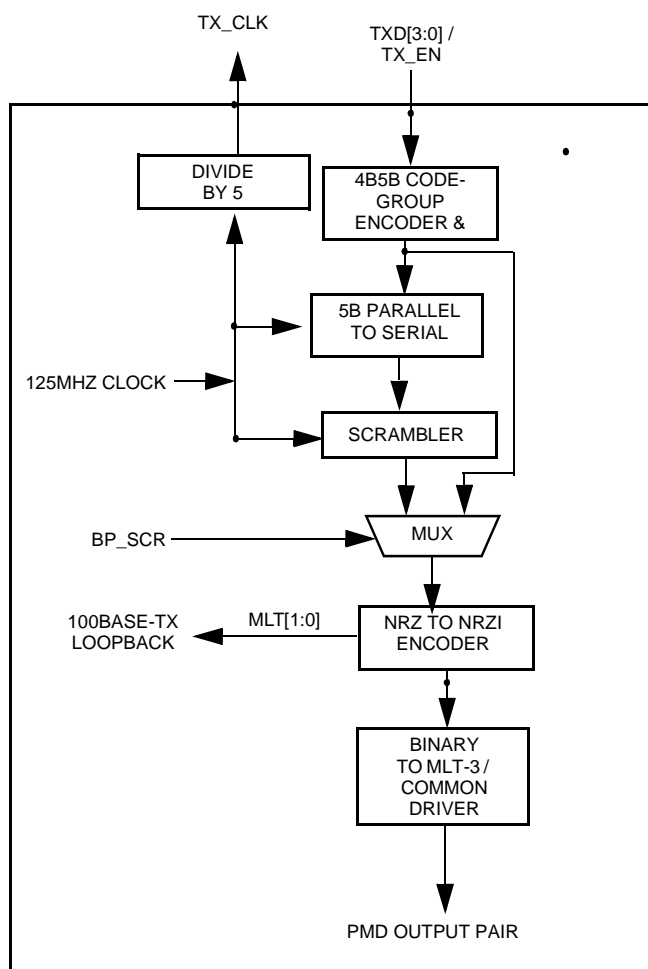 TX_CLK
TXD[3:0] /
TX_EN
DIVIDE
BY 5
4B5B CODE-
GROUP
ENCODER &
5B PARALLEL
TO SERIAL
125MHZ CLOCK
SCRAMBLER
BP_SCR
MUX
100BASE-TX
LOOPBACK
MLT[1:0]
NRZ TO NRZI
ENCODER
BINARY
TO MLT-3 /
COMMON
DRIVER
PMD OUTPUT PAIR